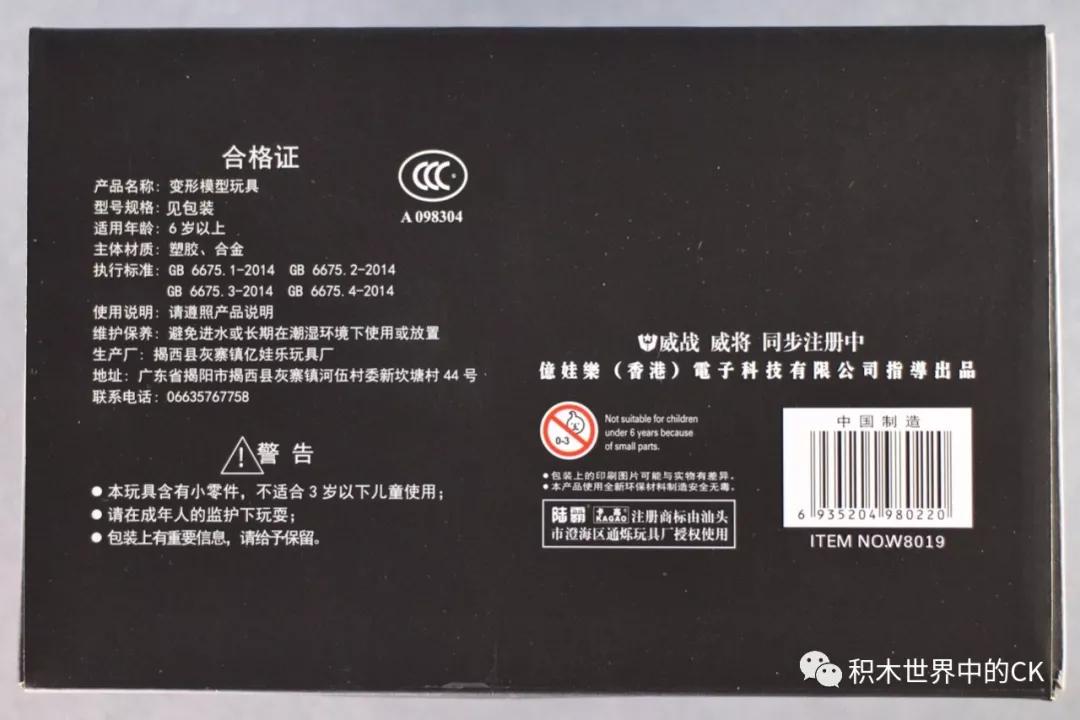 合格证
产品名称：变形模型玩具
型号规格：见包装
适用年龄：6岁以上
主体材质：塑胶、合金
执行标准：GB 6675.1-2014 GB 6675.2-2014
GB 6675.3-2014 GB 6675.4-2014
使用说明：请遵照产品说明
维护保养：避免进水或长期在潮湿环境下使用或放置
生产厂：揭西县灰寨镇亿娃乐玩具厂
地址：广东省揭阳市揭西县灰寨镇河伍村委新坎塘村44号
联系电话：06635767758
CCC
A 098304
警告
●本玩具含有小零件，不适合3岁以下儿童使用；
●请在成年人的监护下玩耍；
●包装上有重要信息，请给予保留。
威战 威将 同步注册中
億娃樂（香港）電子科技有限公司指導出品
0-3
Not suitable for children
under 6 years because
of small parts.
●包装上的印刷图片可能与实物有差异.
●本产品使用全新环保材料制造安全无毒.
陆霸 KAGAO 注册商标由汕头
市澄海区通烁玩具厂授权使用
中国制造
6 935204 980220
ITEM NO.W8019
积木世界中的CK